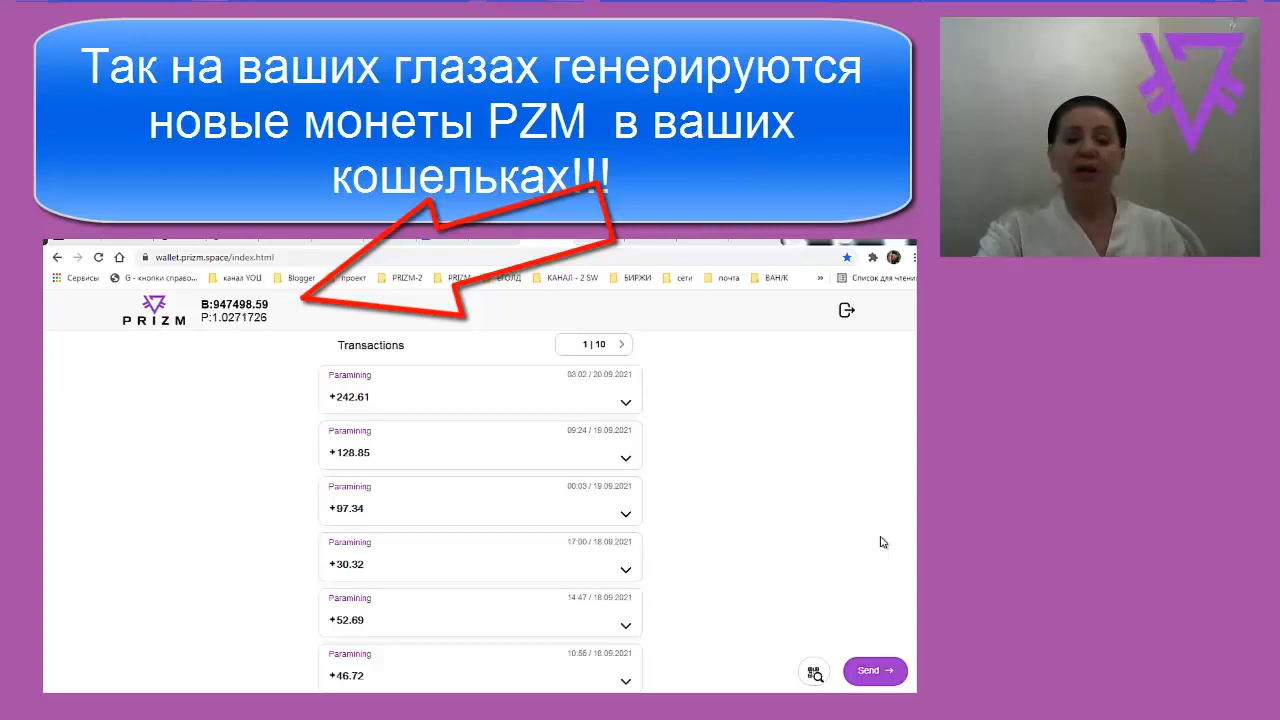 Так на ваших глазах генерируются
новые монеты PZM в ваших
кошельках!!!
wallet.prizm.space/index.html
Сервисы
G - кнопки справо...
канал YOU
Blogger
проект
PRIZM-2
PRIZM
КАНАЛ - 2 SW
БИРЖИ
сети
почта
ВАН/К
»
Список для чтени
PRIZM
B:947498.59
P:1.0271726
Transactions
1 | 10
Paramining
03:02 / 20.09.2021
+242.61
Paramining
09:24 / 19.09.2021
+128.85
Paramining
00:03 / 19.09.2021
+97.34
Paramining
17:00 / 18.09.2021
+30.32
Paramining
14:47 / 18.09.2021
+52.69
Paramining
10:56 / 18.09.2021
+46.72
Send →